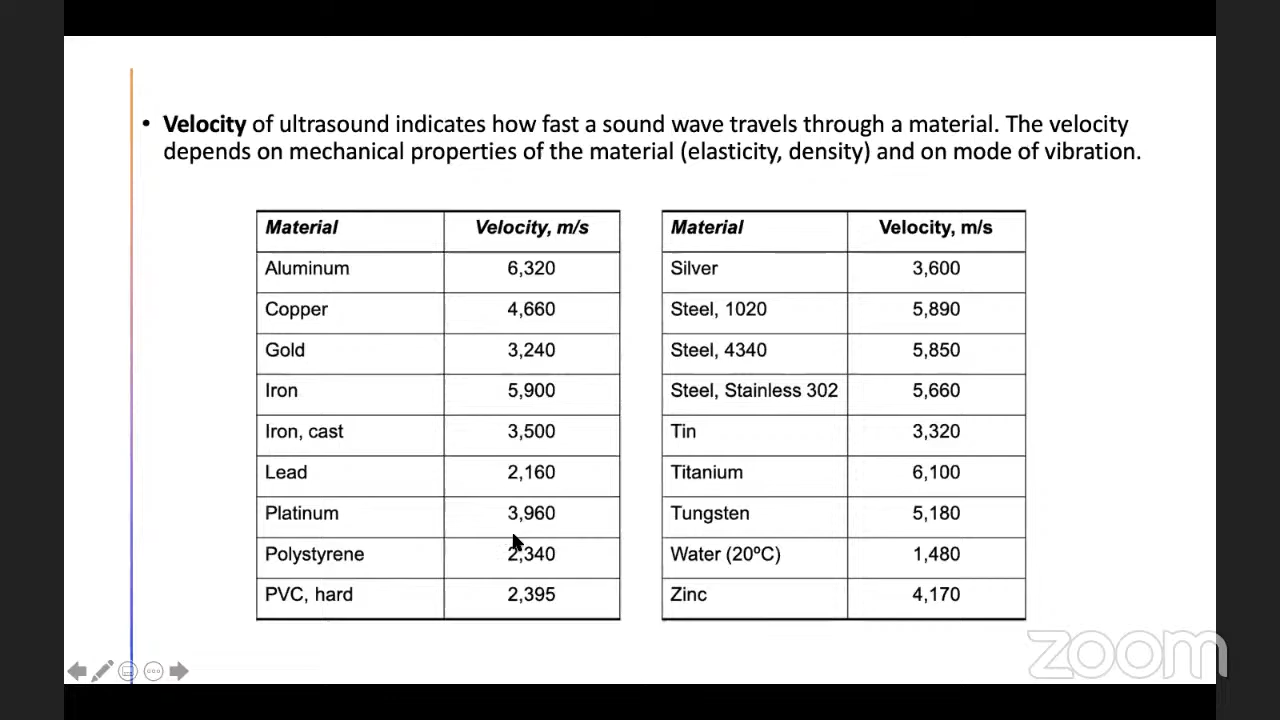 • Velocity of ultrasound indicates how fast a sound wave travels through a material. The velocity
depends on mechanical properties of the material (elasticity, density) and on mode of vibration.
Material Velocity, m/s
Aluminum 6,320
Copper 4,660
Gold 3,240
Iron 5,900
Iron, cast 3,500
Lead 2,160
Platinum 3,960
Polystyrene 2,340
PVC, hard 2,395
Material Velocity, m/s
Silver 3,600
Steel, 1020 5,890
Steel, 4340 5,850
Steel, Stainless 302 5,660
Tin 3,320
Titanium 6,100
Tungsten 5,180
Water (20ºC) 1,480
Zinc 4,170
zoom